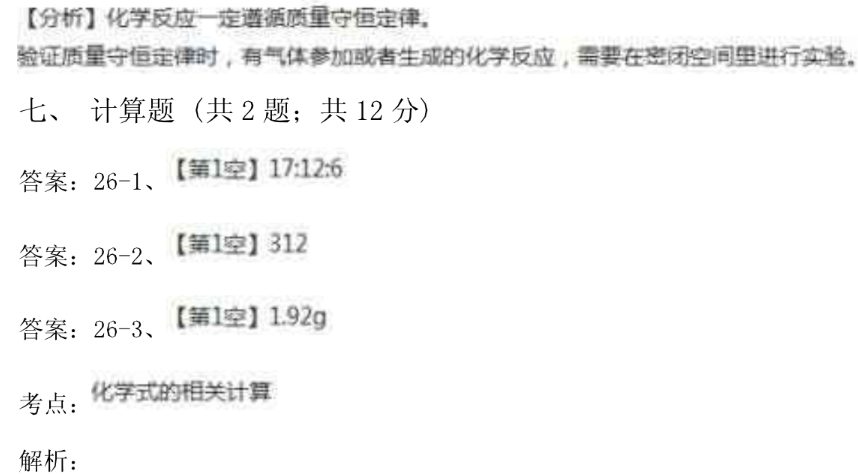 【分析】化学反应一定遵循质量守恒定律。
验证质量守恒定律时，有气体参加或者生成的化学反应，需要在密闭空间里进行实验。
七、 计算题（共 2 题；共 12 分）
答案：26-1、【第1空】17:12:6
答案：26-2、【第1空】312
答案：26-3、【第1空】1.92g
考点：化学式的相关计算
解析：